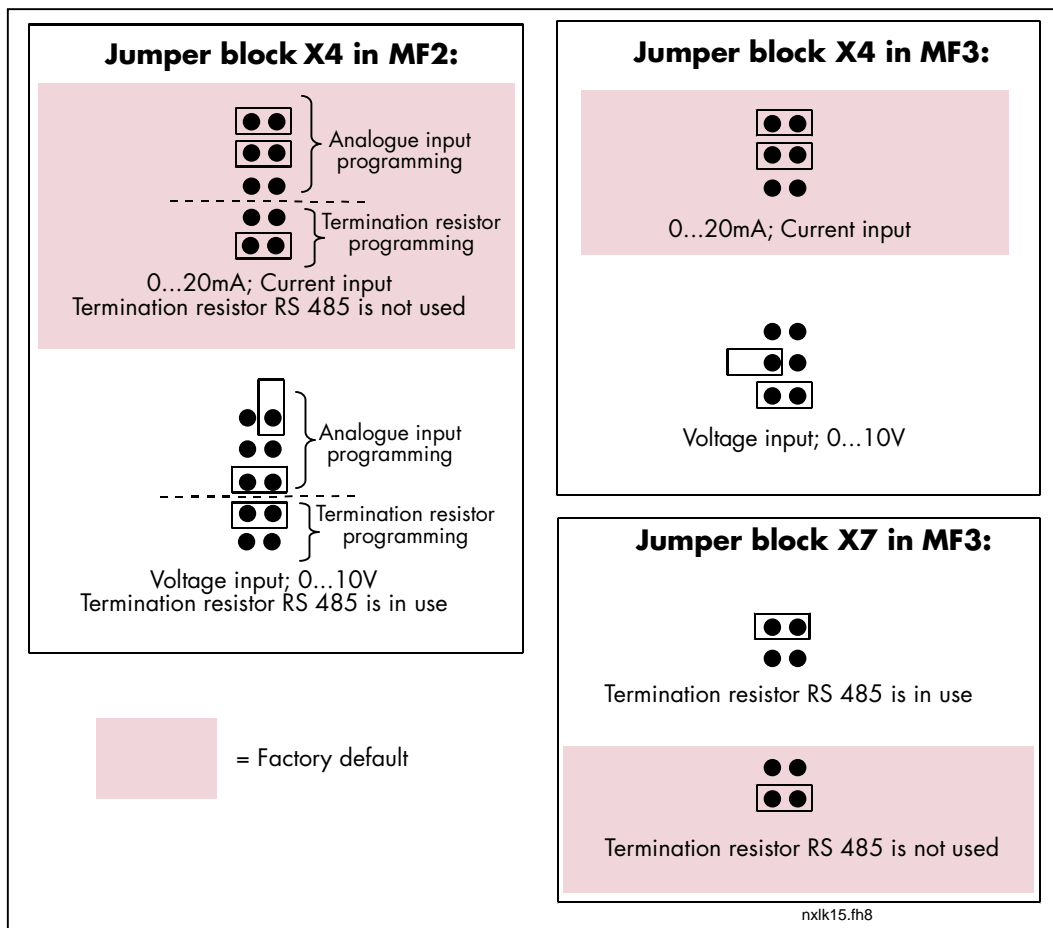 Jumper block X4 in MF2:
Analogue input
programming
Termination resistor
programming
0...20mA; Current input
Termination resistor RS 485 is not used
Analogue input
programming
Termination resistor
programming
Voltage input; 0...10V
Termination resistor RS 485 is in use
= Factory default
Jumper block X4 in MF3:
0...20mA; Current input
Voltage input; 0...10V
Jumper block X7 in MF3:
Termination resistor RS 485 is in use
Termination resistor RS 485 is not used
nxlk15.fh8